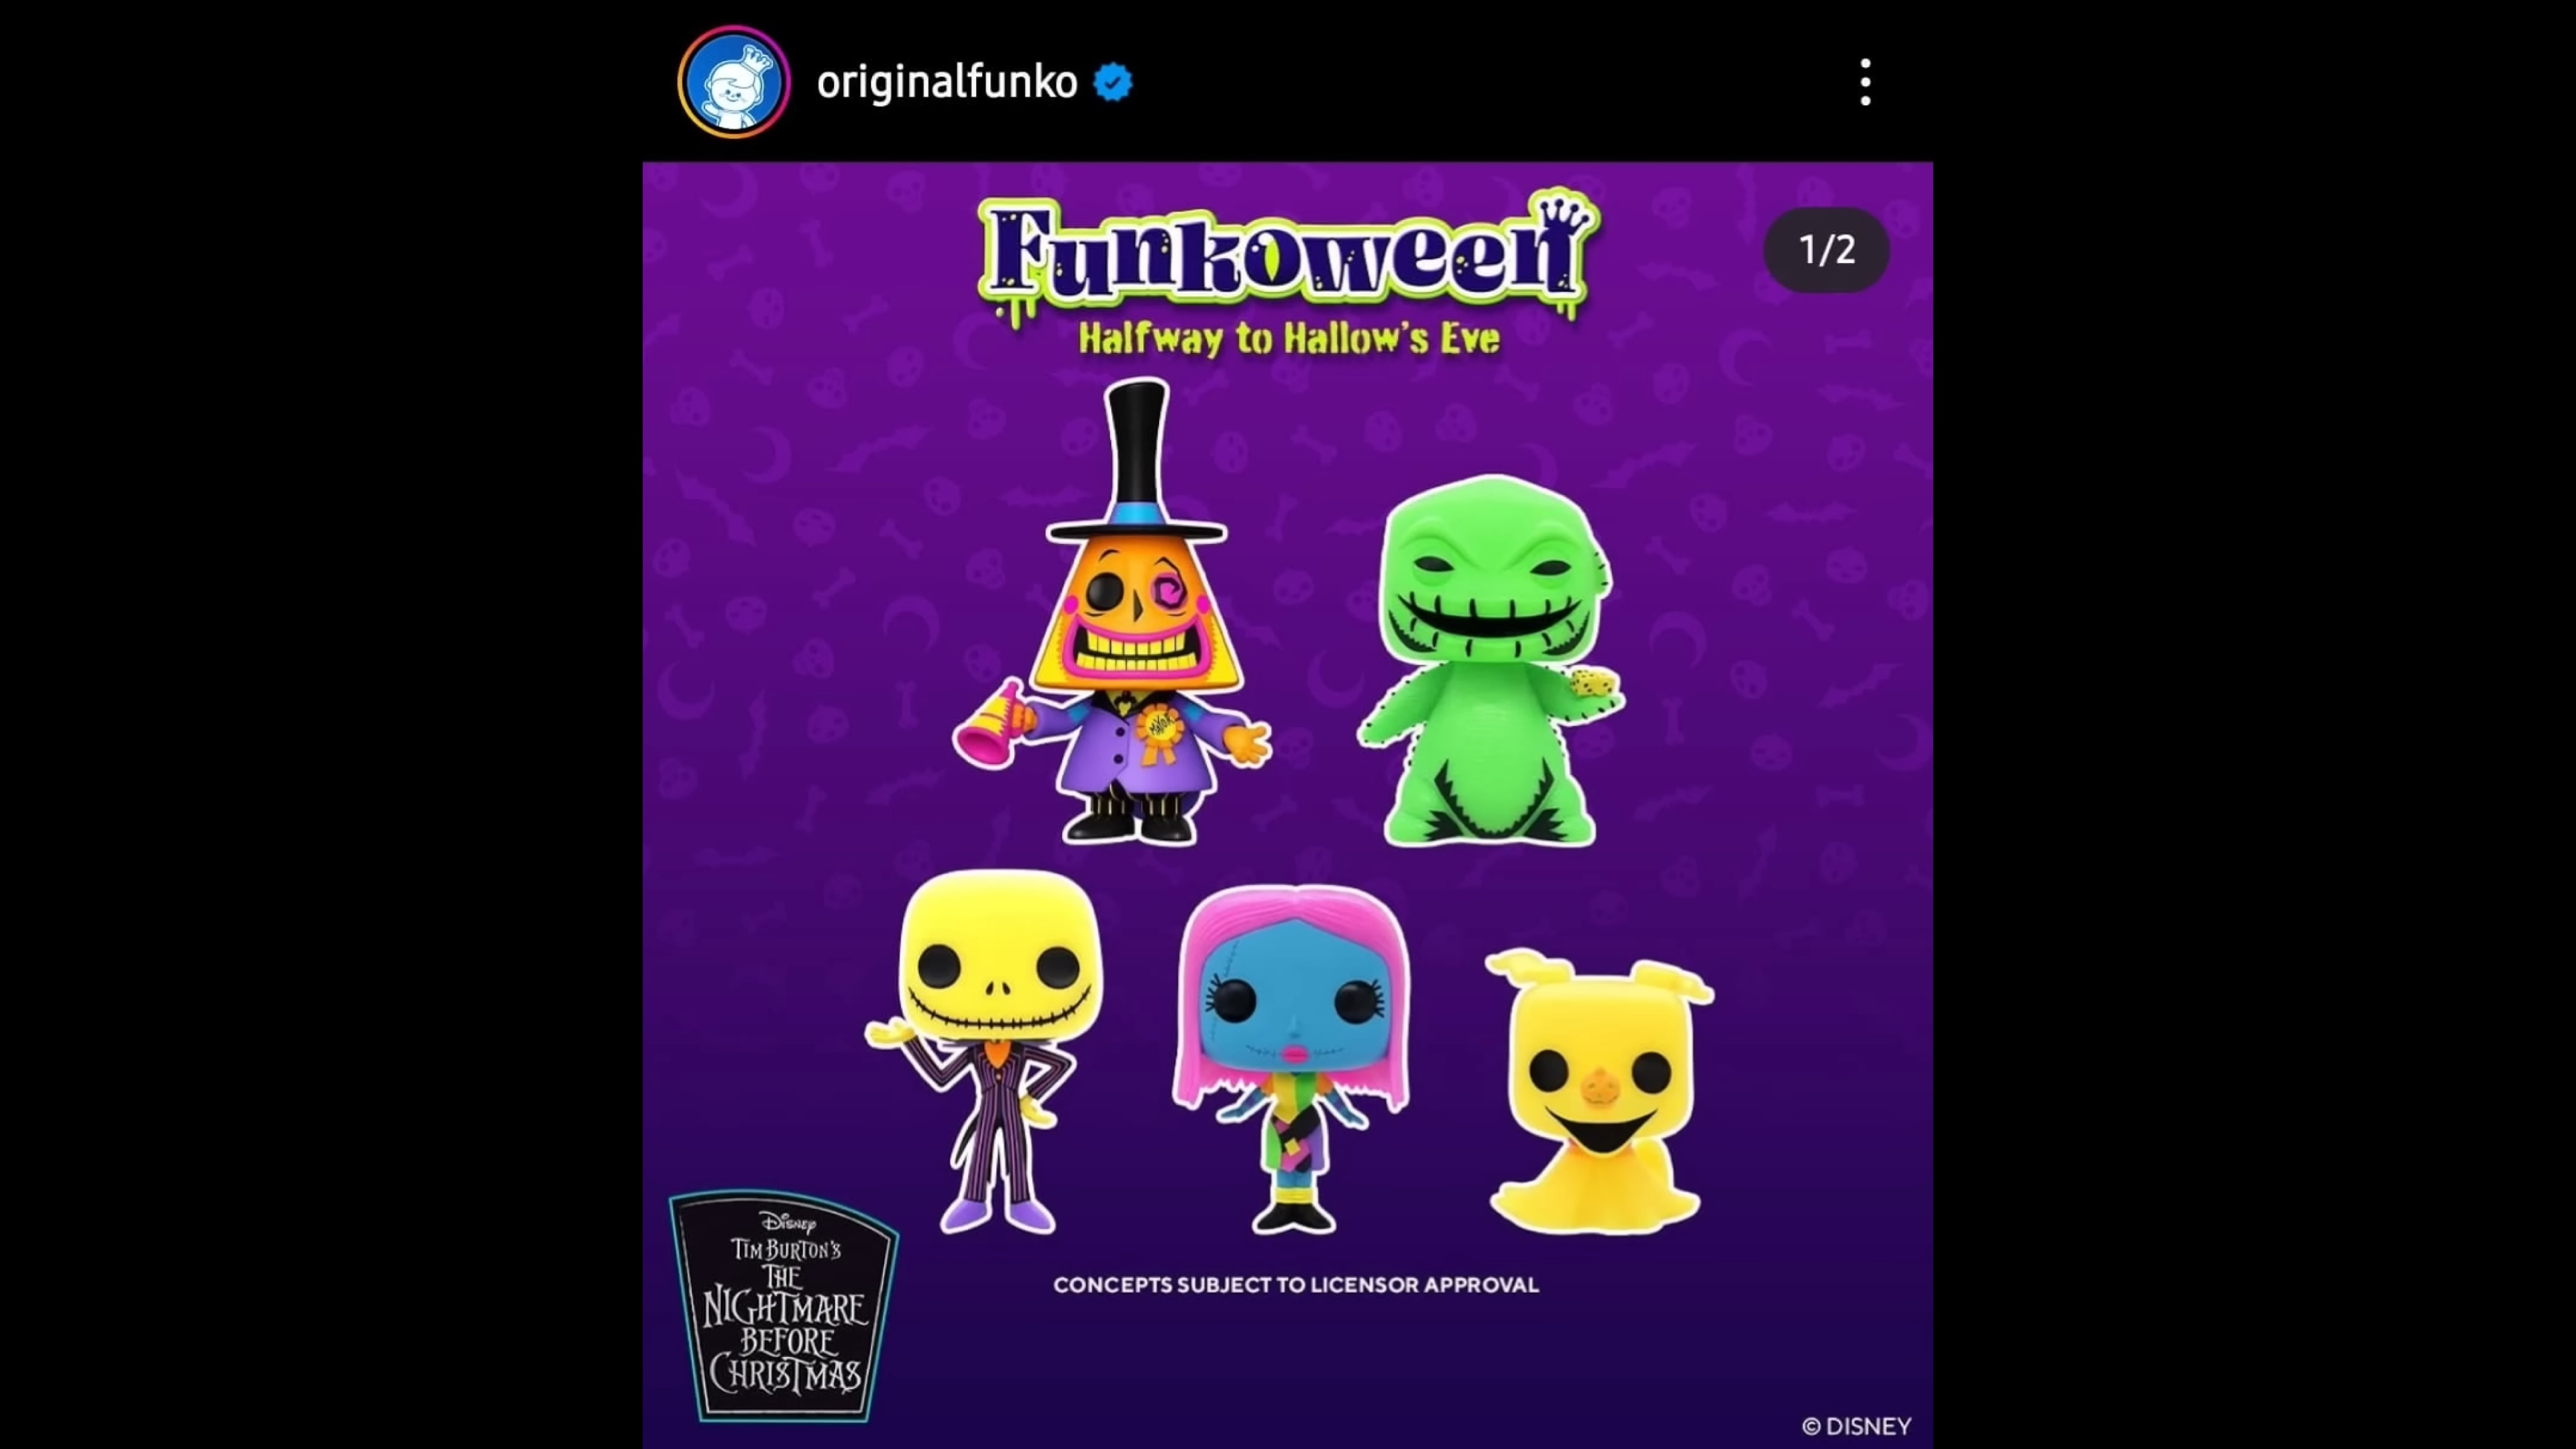 originalfunko
1/2
Funkoween
Halfway to Hallow's Eve
MAYOR
Disney
TIM BURTON'S
THE
NIGHTMARE
BEFORE
CHRISTMAS
CONCEPTS SUBJECT TO LICENSOR APPROVAL
© DISNEY